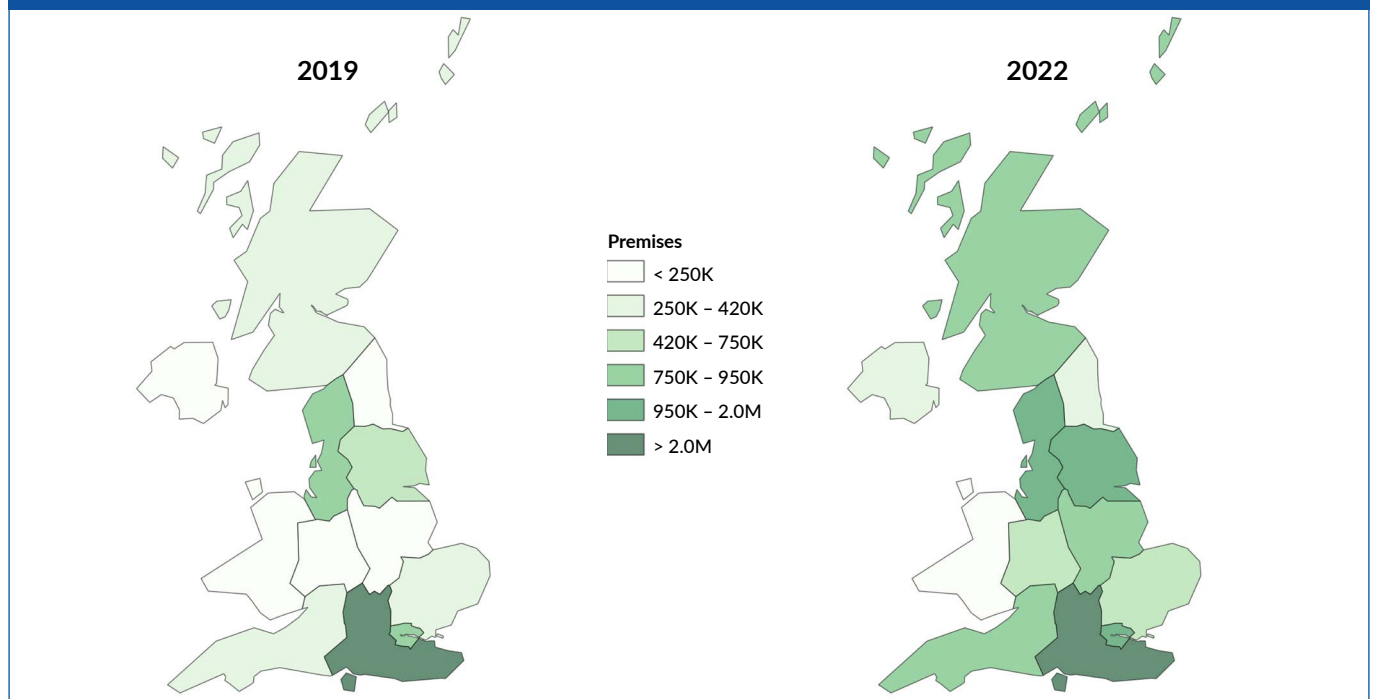 2019
2022
Premises
< 250K
250K – 420K
420K – 750K
750K – 950K
950K – 2.0M
> 2.0M